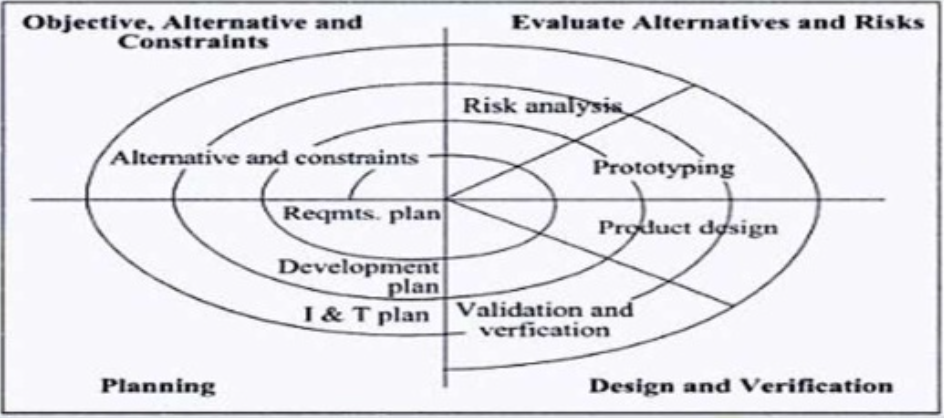 Objective, Alternative and
Constraints
Evaluate Alternatives and Risks
Risk analysis
Alternative and constraints
Prototyping
Reqmts. plan
Product design
Development
plan
I & T plan
Validation and
verfication
Planning
Design and Verification